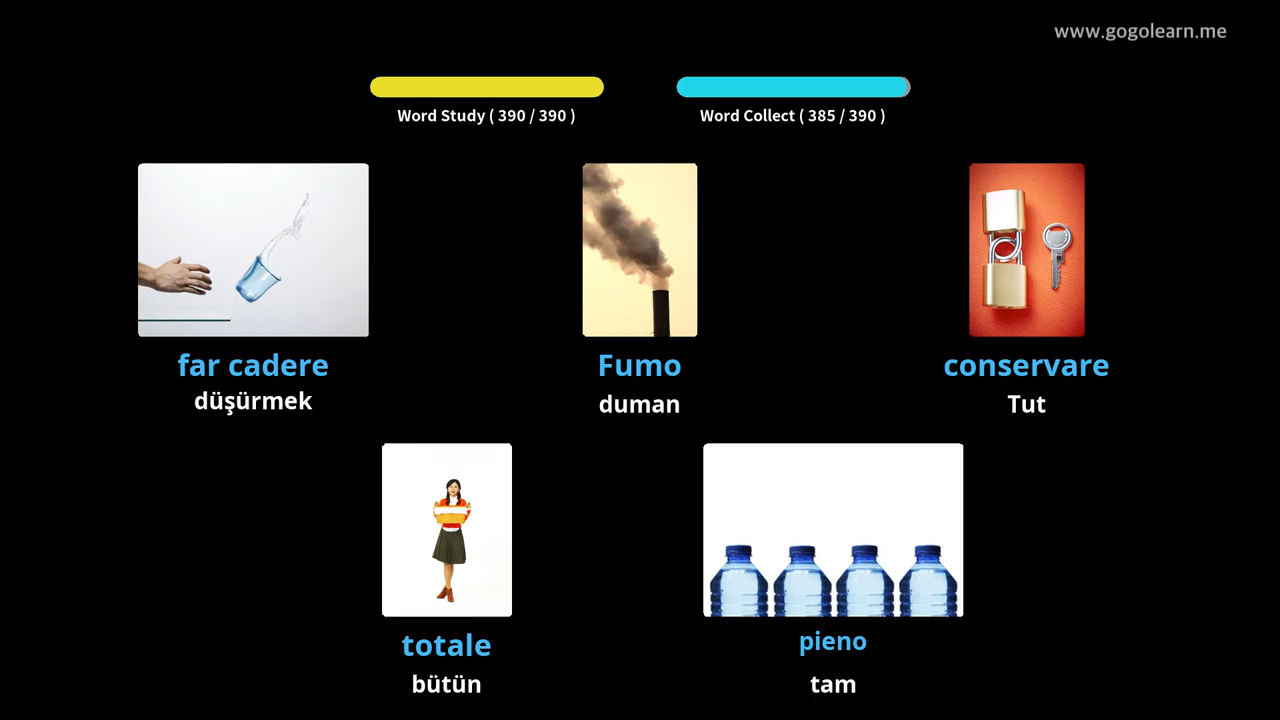 www.gogolearn.me
Word Study ( 390 / 390 )
Word Collect ( 385 / 390 )
far cadere
düşürmek
Fumo
duman
conservare
Tut
totale
bütün
pieno
tam